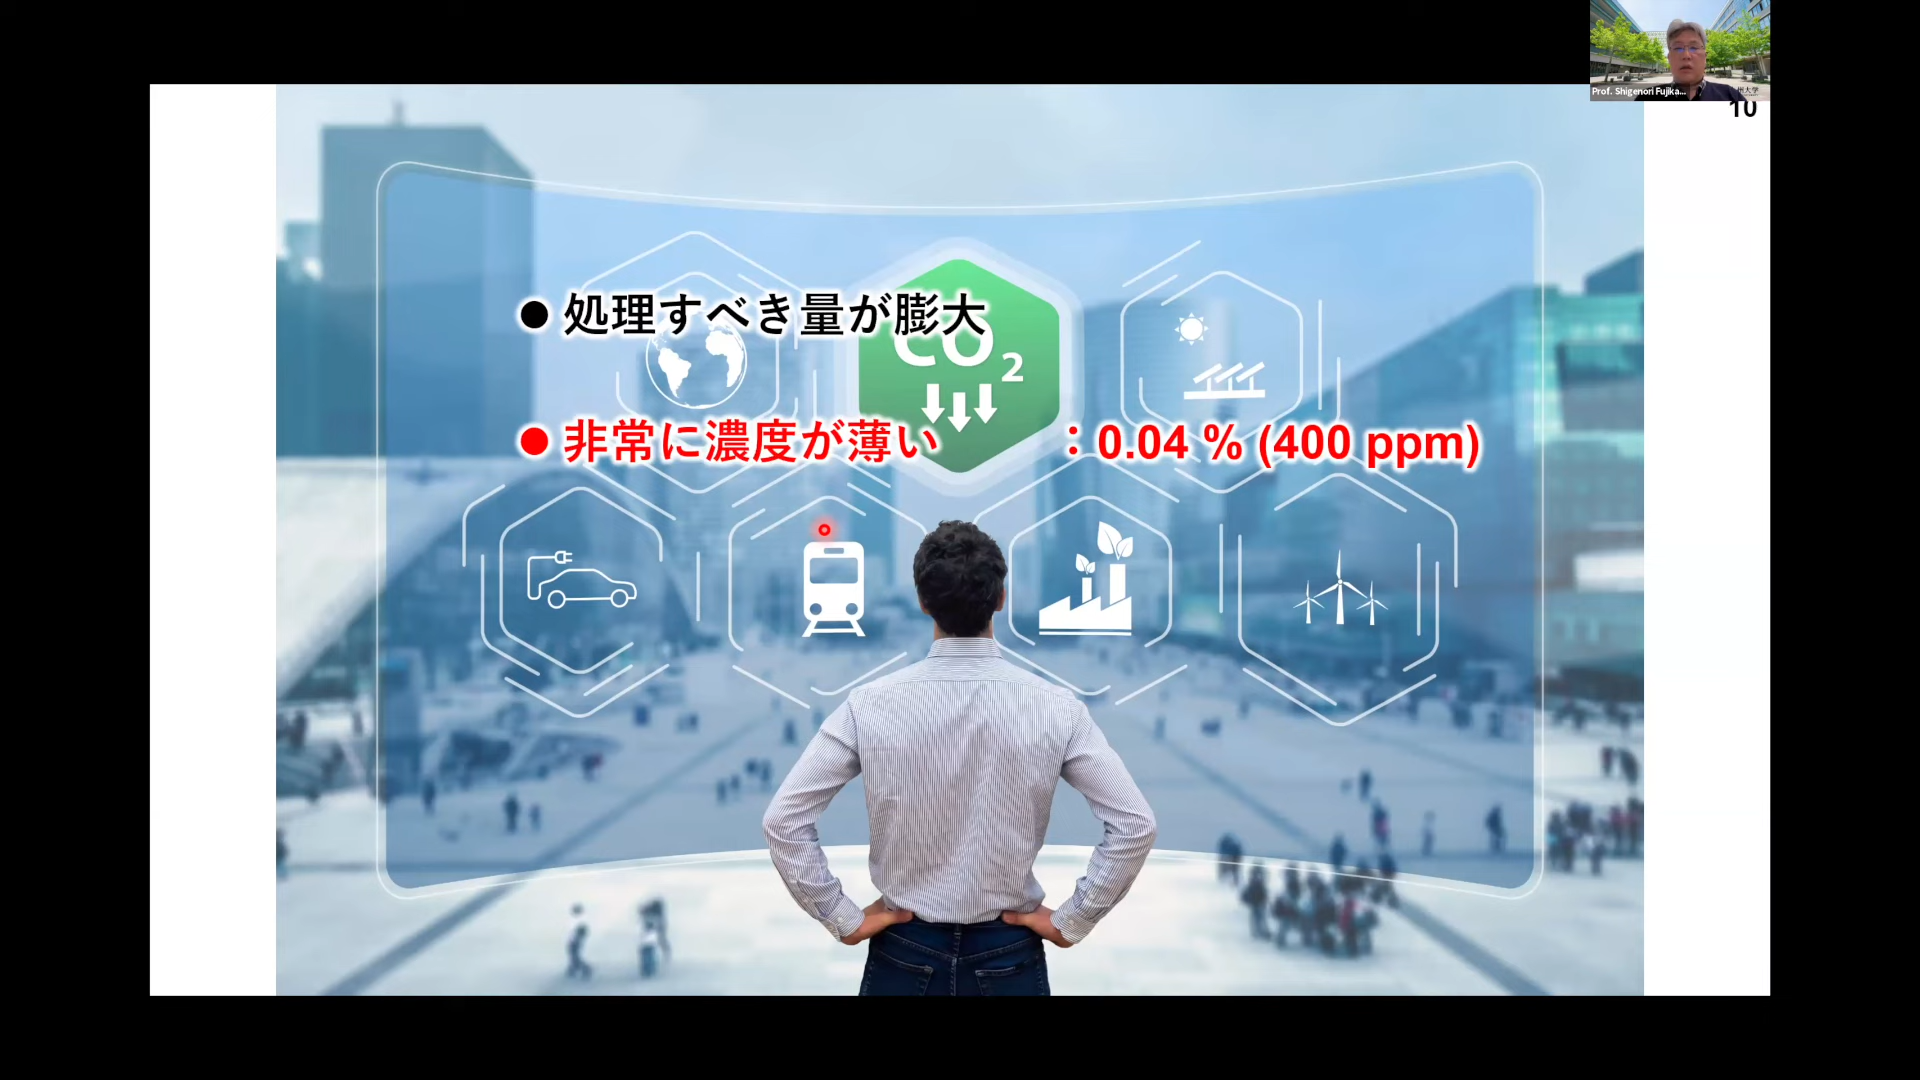 Prof. Shigenori Fujika...
10
● 処理すべき量が膨大
CO2
● 非常に濃度が薄い : 0.04 % (400 ppm)